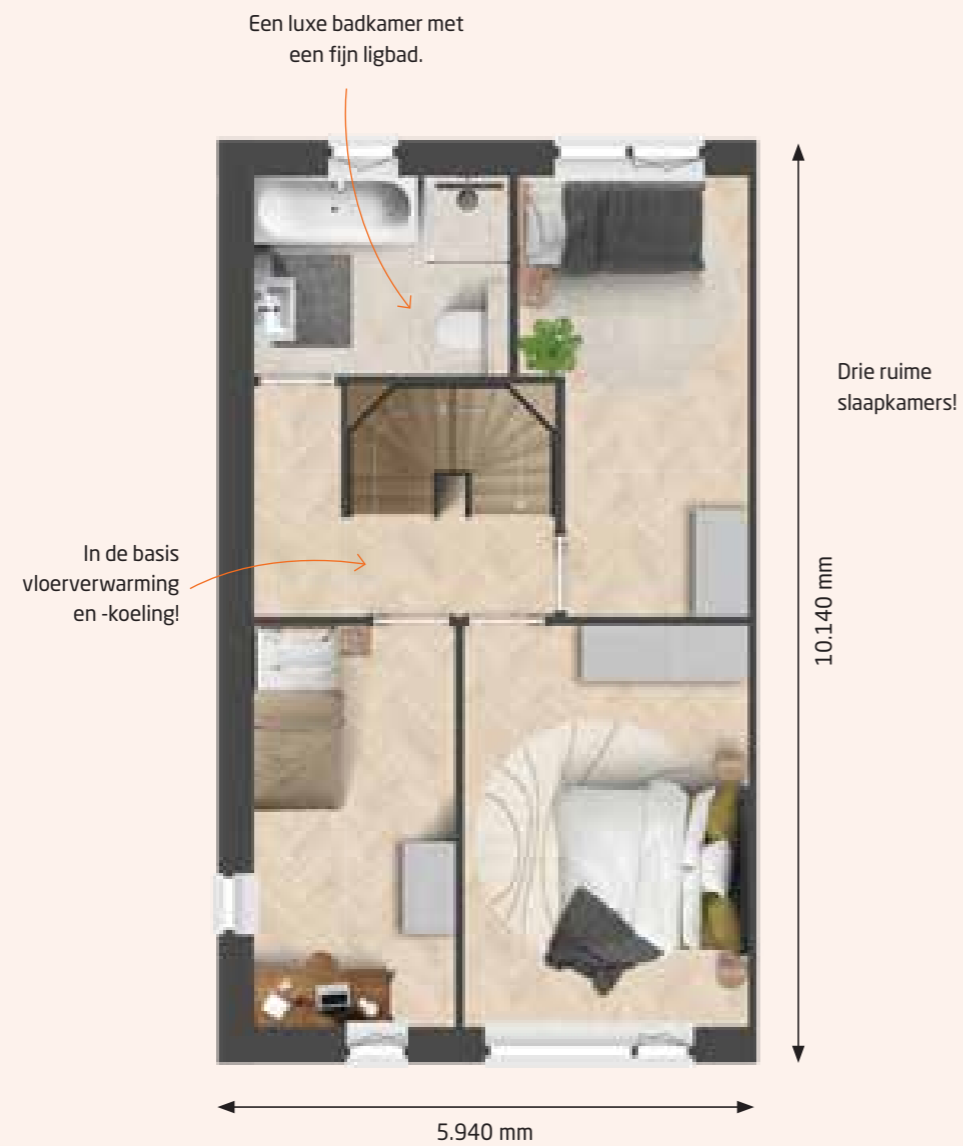 Een luxe badkamer met
een fijn ligbad.
Drie ruime
slaapkamers!
In de basis
vloerverwarming
en -koeling!
10.140 mm
5.940 mm